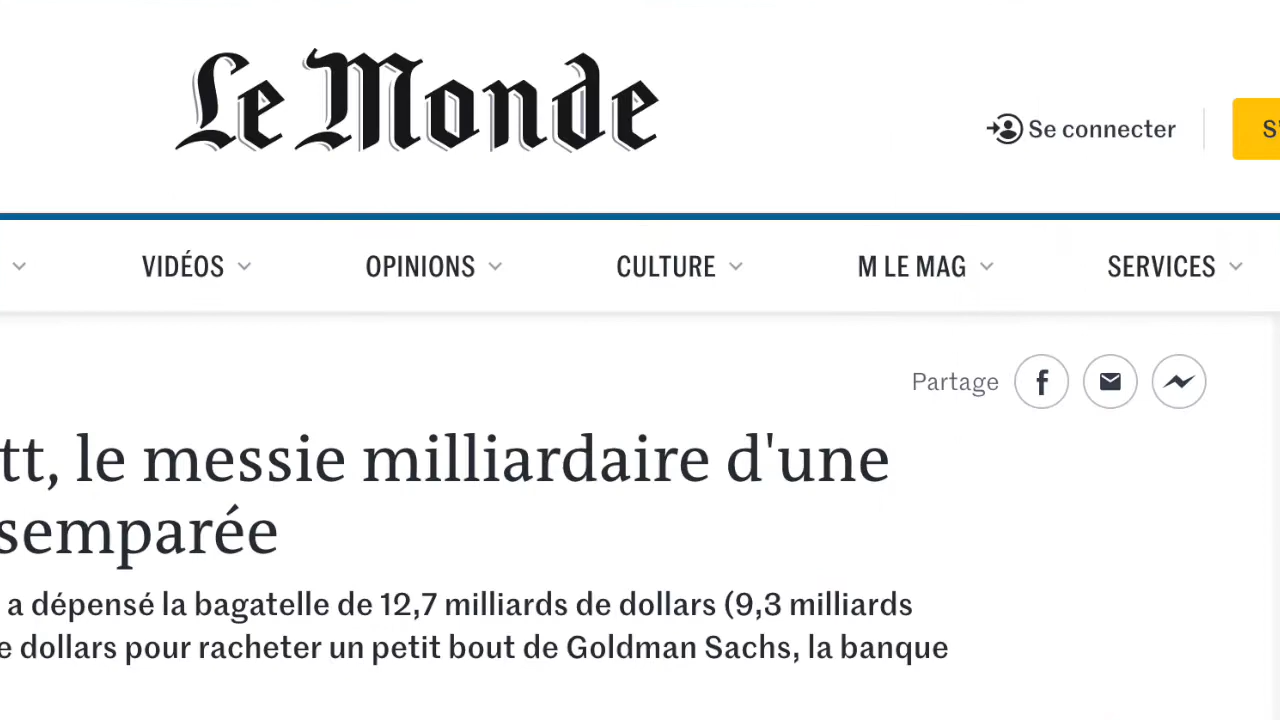 Le Monde
Se connecter
VIDÉOS
OPINIONS
CULTURE
M LE MAG
SERVICES
Partage
tt, le messie milliardaire d'une
semparée
a dépensé la bagatelle de 12,7 milliards de dollars (9,3 milliards
e dollars pour racheter un petit bout de Goldman Sachs, la banque